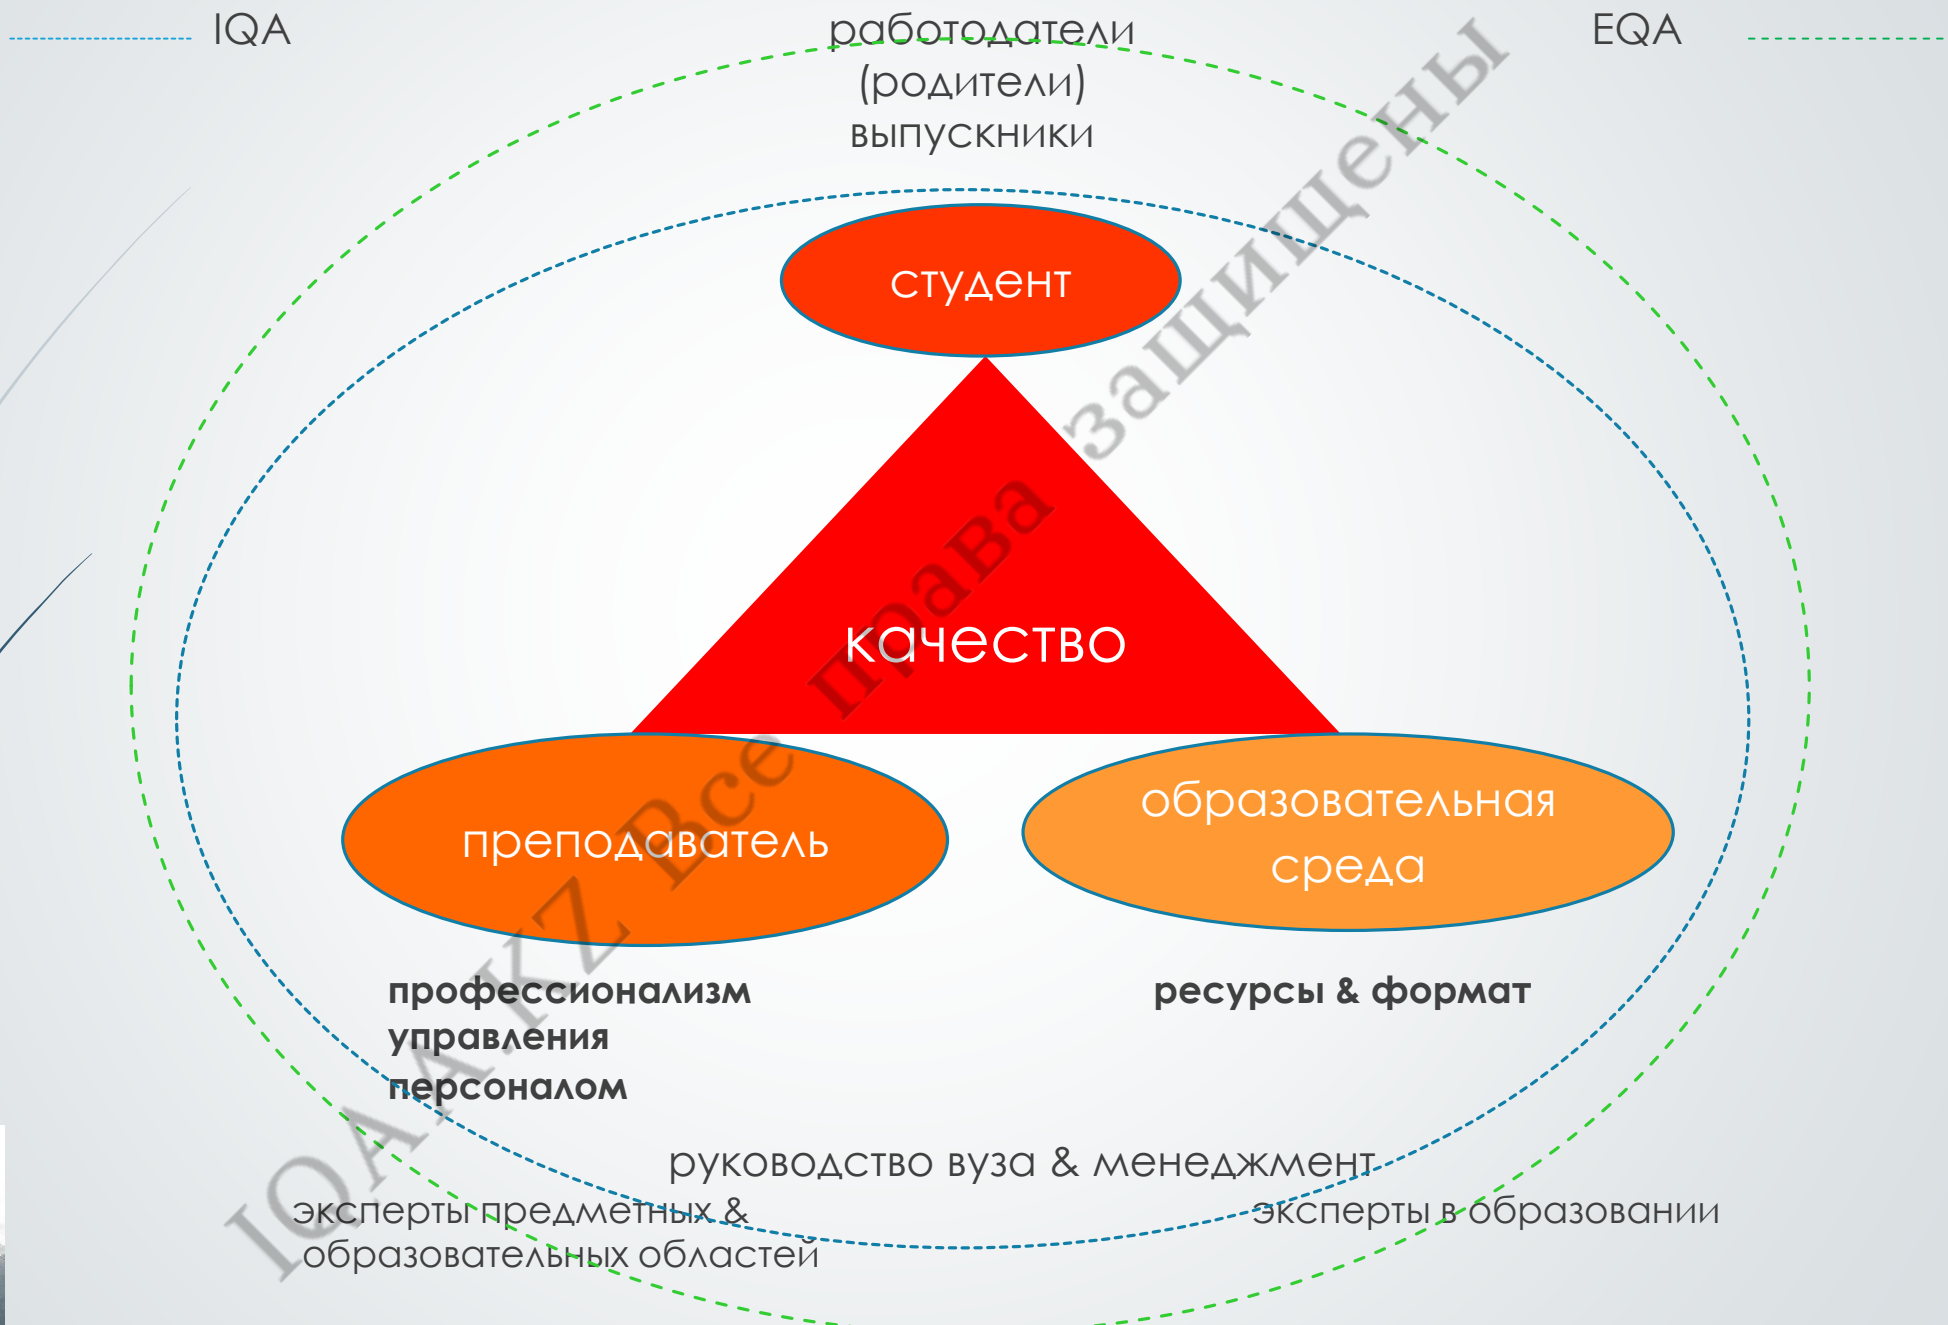 IQA
работодатели
EQA
(родители)
выпускники
студент
качество
преподаватель
образовательная
среда
профессионализм
управления
персоналом
ресурсы & формат
руководство вуза & менеджмент
эксперты предметных &
образовательных областей
эксперты в образовании
IQAA.KZ Все права защищены